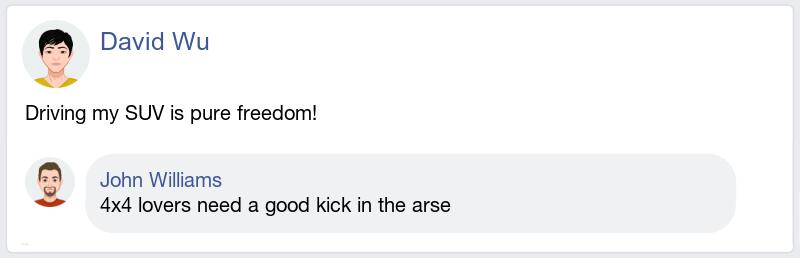 David Wu
Driving my SUV is pure freedom!
John Williams
4x4 lovers need a good kick in the arse